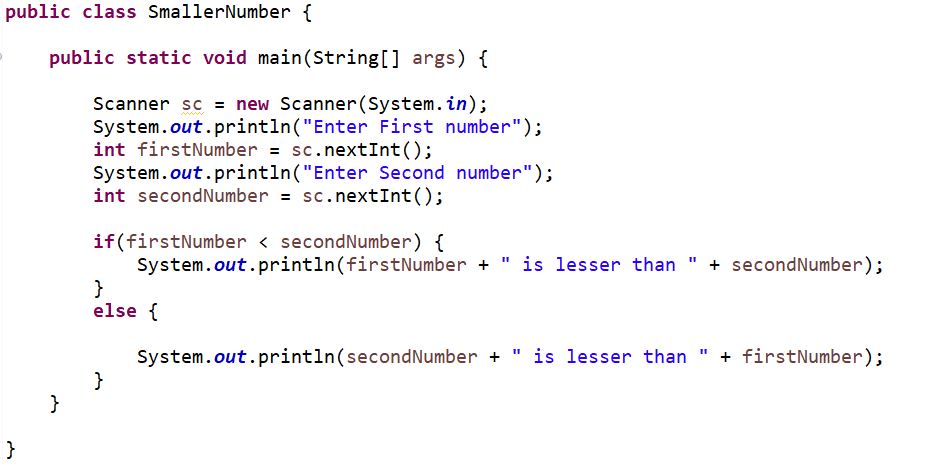 public class SmallerNumber {
public static void main(String[] args) {
Scanner sc = new Scanner(System.in);
System.out.println("Enter First number");
int firstNumber = sc.nextInt();
System.out.println("Enter Second number");
int secondNumber = sc.nextInt();
if(firstNumber < secondNumber) {
System.out.println(firstNumber + " is lesser than " + secondNumber);
}
else {
System.out.println(secondNumber + " is lesser than " + firstNumber);
}
}
}